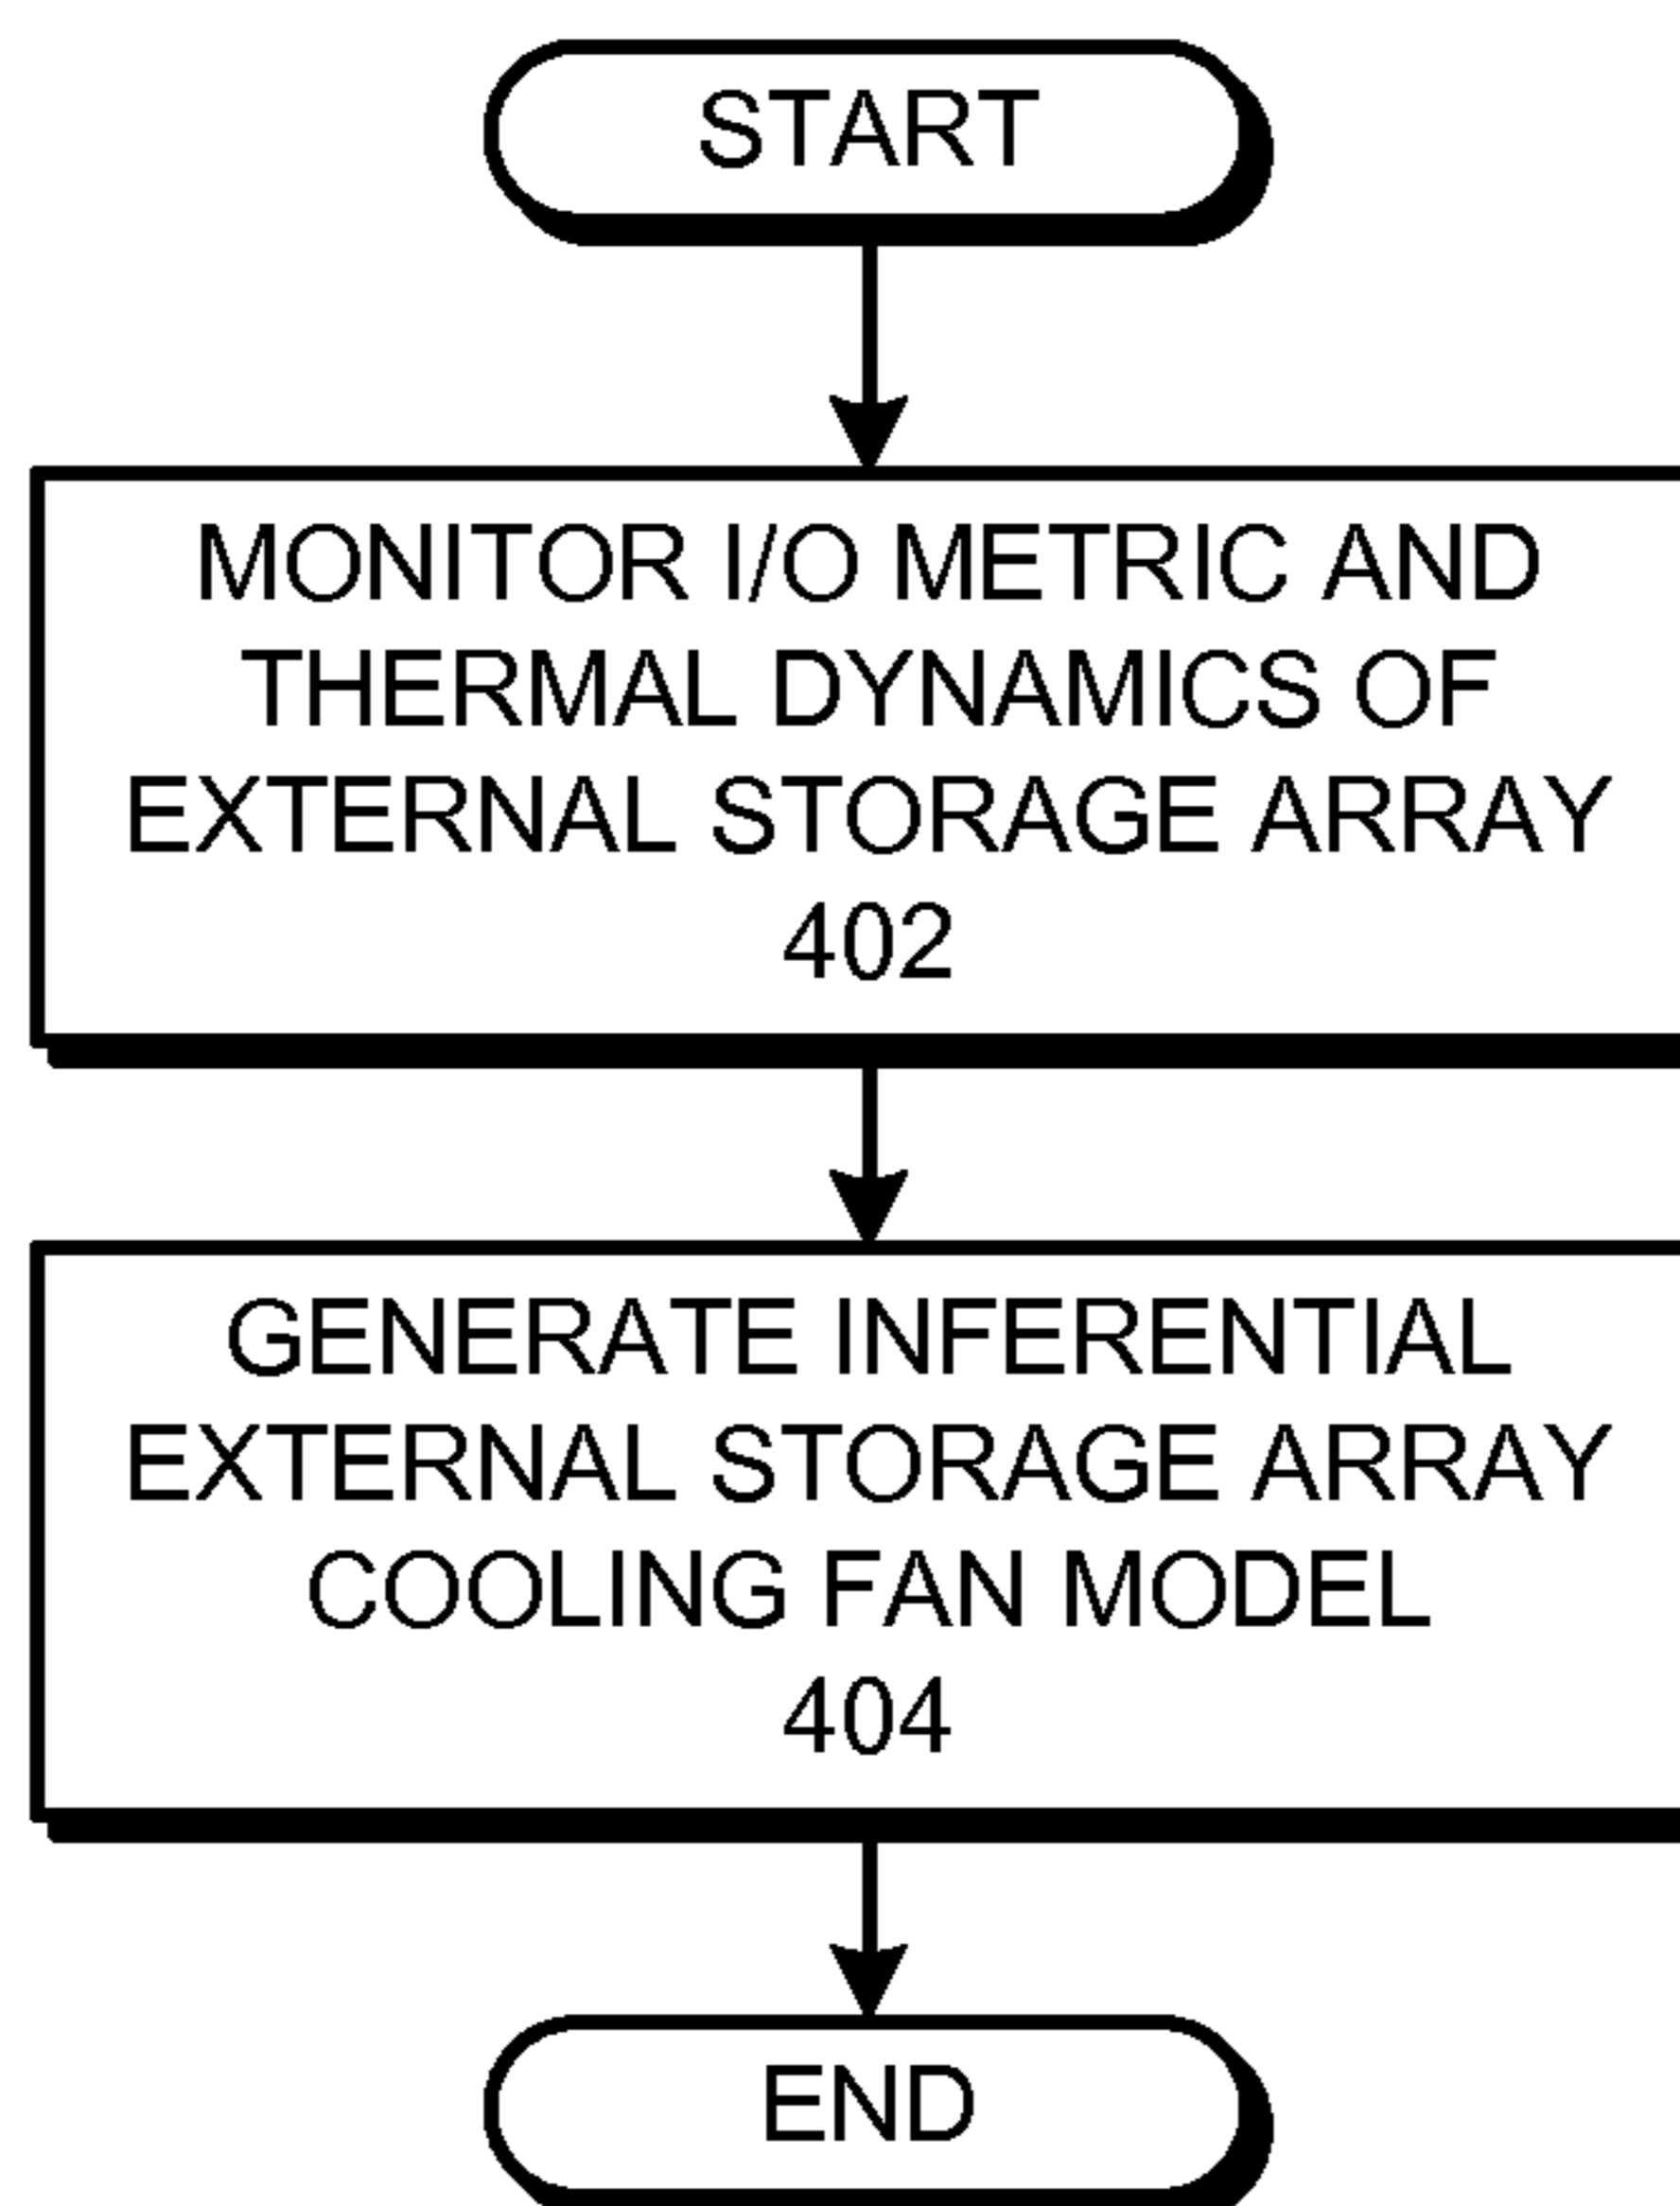 START
MONITOR I/O METRIC AND
THERMAL DYNAMICS OF
EXTERNAL STORAGE ARRAY
402
GENERATE INFERENTIAL
EXTERNAL STORAGE ARRAY
COOLING FAN MODEL
404
END